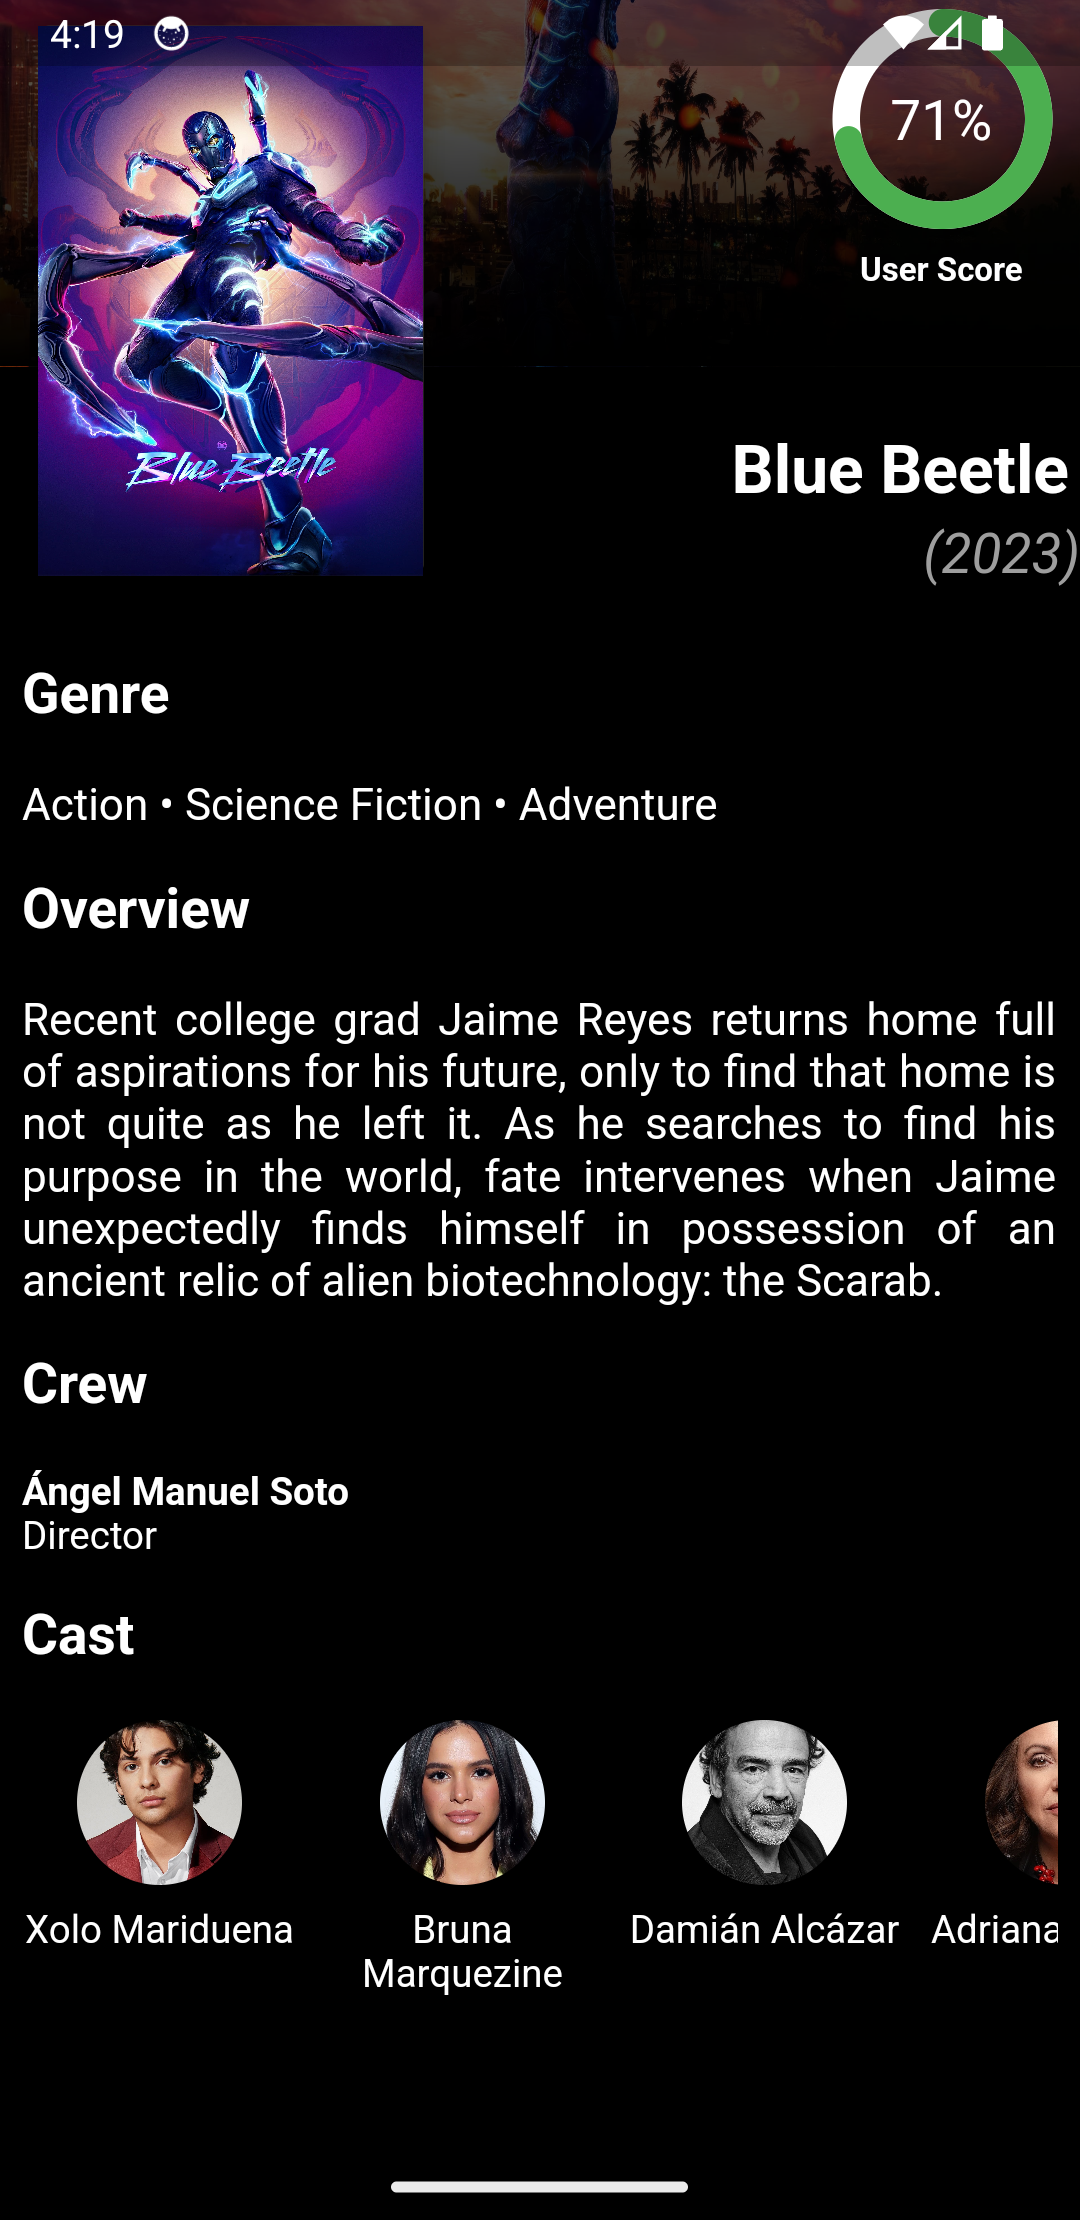 4:19
71%
User Score
Blue Beetle
Blue Beetle
(2023)
Genre
Action • Science Fiction • Adventure
Overview
Recent college grad Jaime Reyes returns home full
of aspirations for his future, only to find that home is
not quite as he left it. As he searches to find his
purpose in the world, fate intervenes when Jaime
unexpectedly finds himself in possession of an
ancient relic of alien biotechnology: the Scarab.
Crew
Ángel Manuel Soto
Director
Cast
Xolo Mariduena
Bruna
Marquezine
Damián Alcázar
Adriana